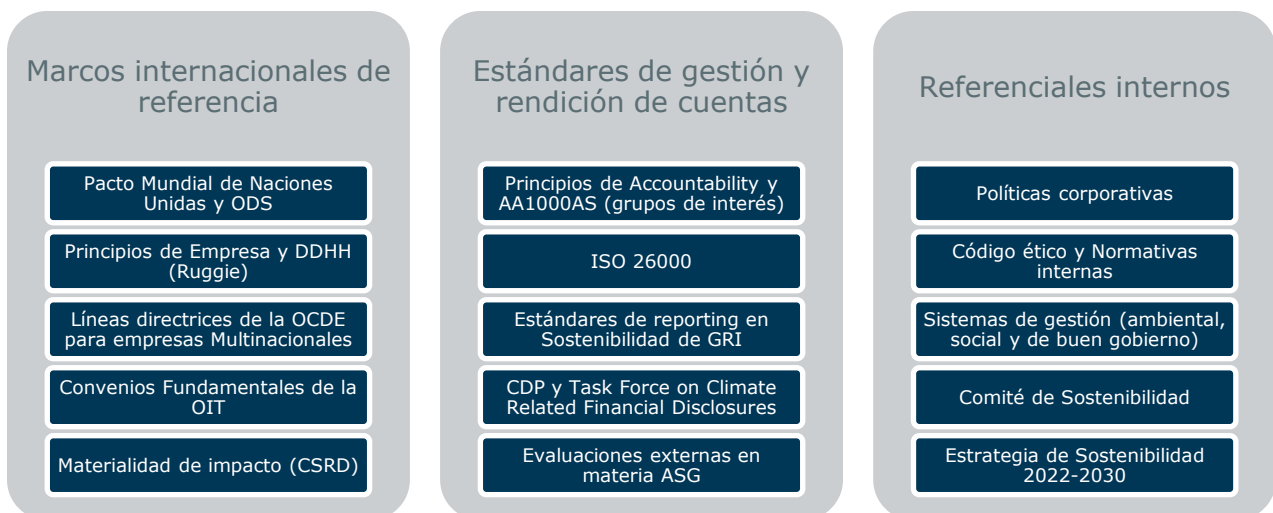 Marcos internacionales de
referencia
Pacto Mundial de Naciones
Unidas y ODS
Principios de Empresa y DDHH
(Ruggie)
Líneas directrices de la OCDE
para empresas Multinacionales
Convenios Fundamentales de la
OIT
Materialidad de impacto (CSRD)
Estándares de gestión y
rendición de cuentas
Principios de Accountability y
AA1000AS (grupos de interés)
ISO 26000
Estándares de reporting en
Sostenibilidad de GRI
CDP y Task Force on Climate
Related Financial Disclosures
Evaluaciones externas en
materia ASG
Referenciales internos
Políticas corporativas
Código ético y Normativas
internas
Sistemas de gestión (ambiental,
social y de buen gobierno)
Comité de Sostenibilidad
Estrategia de Sostenibilidad
2022-2030